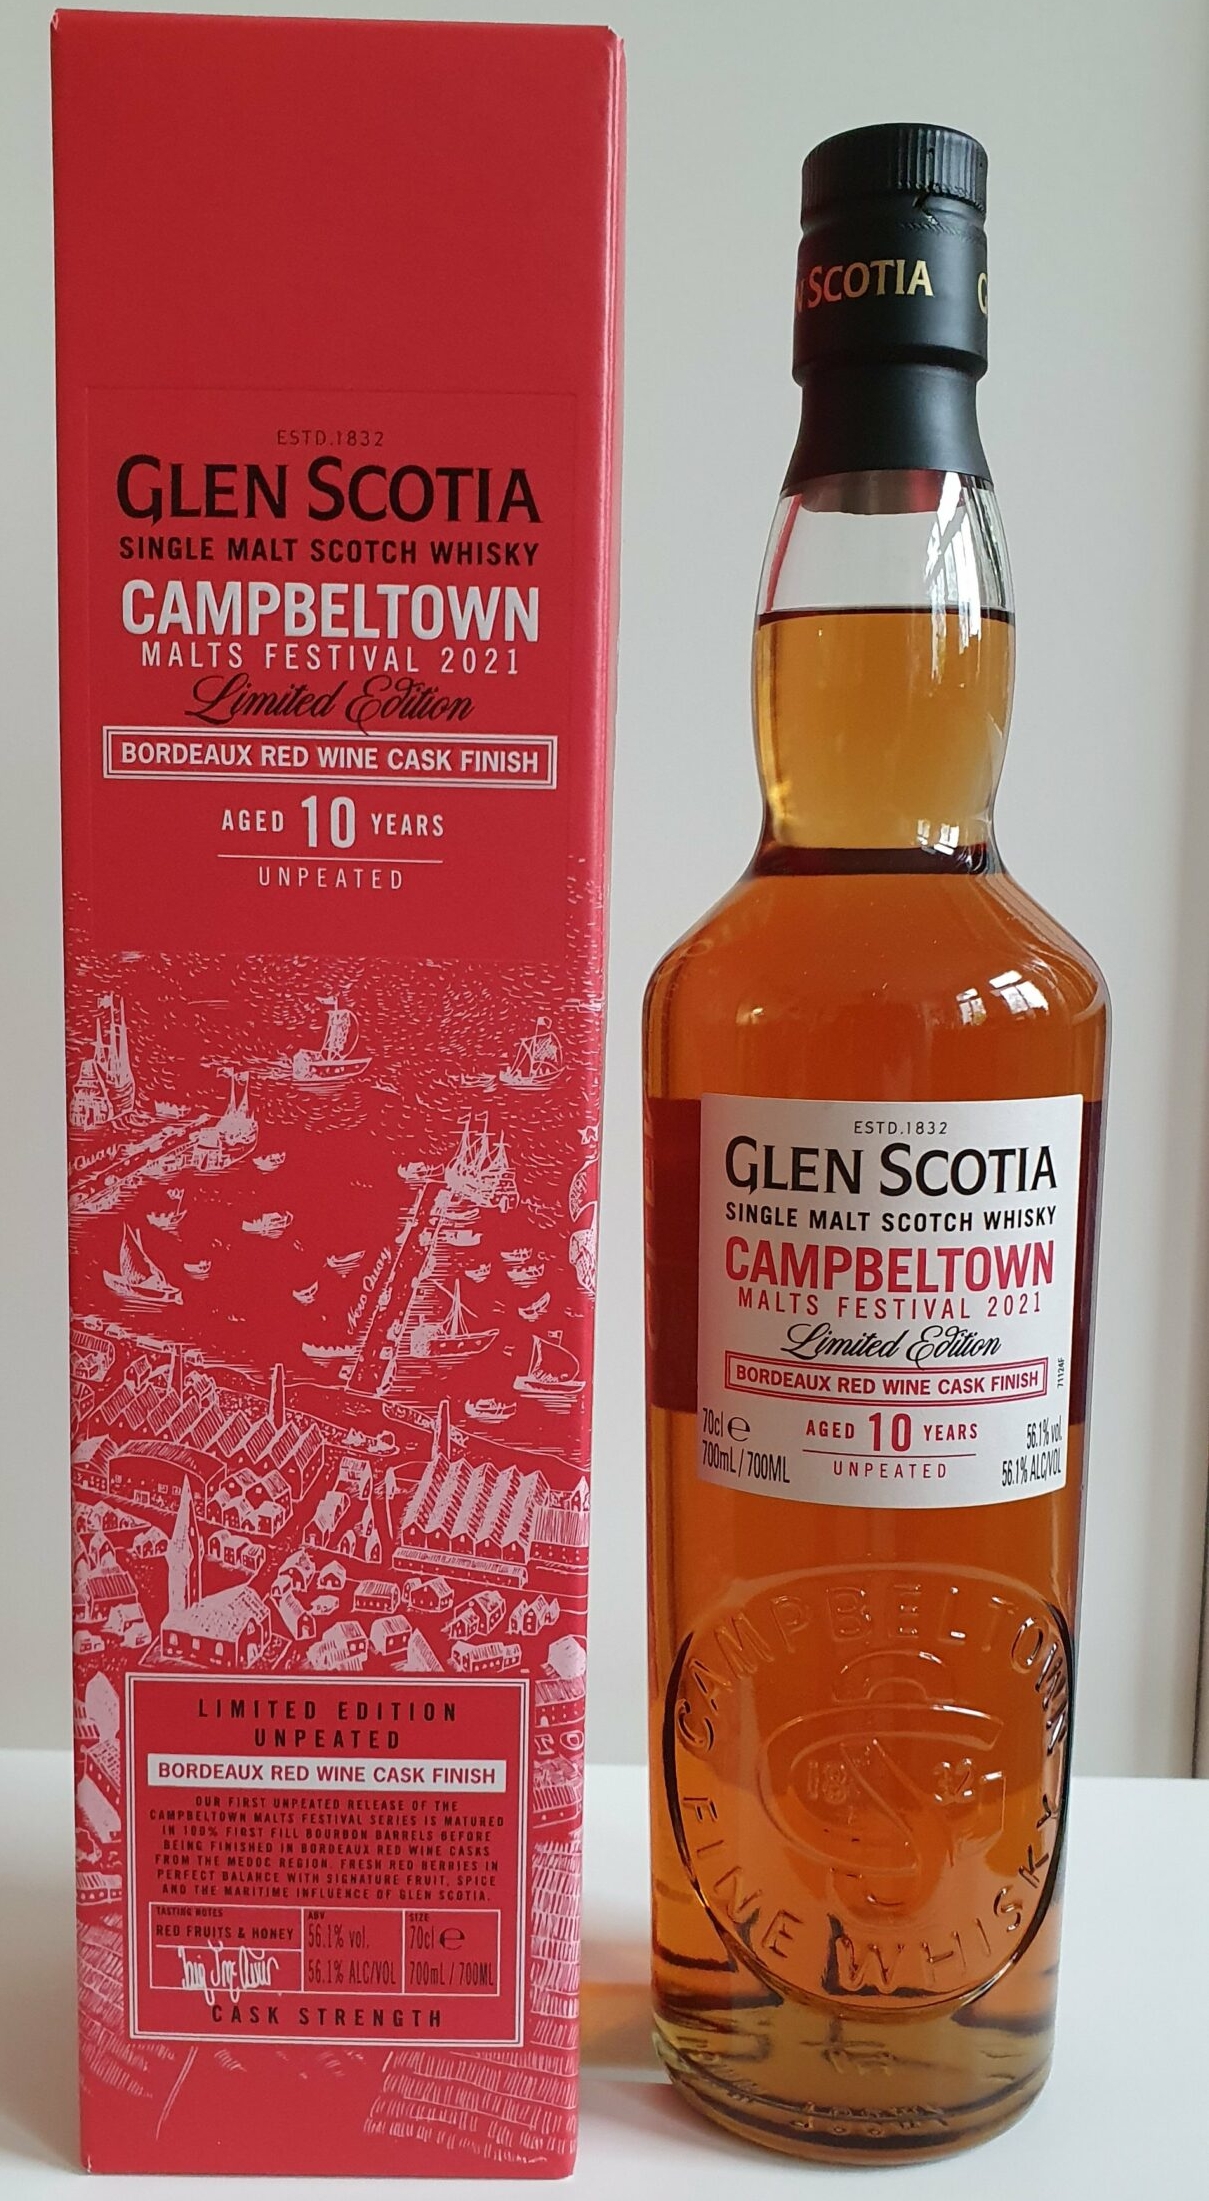 ESTD.1832
GLEN SCOTIA
SINGLE MALT SCOTCH WHISKY
CAMPBELTOWN
MALTS FESTIVAL 2021
Limited Edition
BORDEAUX RED WINE CASK FINISH
AGED 10 YEARS
UNPEATED
Quay
New Quay
LIMITED EDITION
UNPEATED
BORDEAUX RED WINE CASK FINISH
OUR FIRST UNPEATED RELEASE OF THE
CAMPBELTOWN MALTS FESTIVAL SERIES IS MATURED
IN 100% FIRST FILL BOURBON BARRELS BEFORE
BEING FINISHED IN BORDEAUX RED WINE CASKS
FROM THE MEDOC REGION. FRESH RED BERRIES IN
PERFECT BALANCE WITH SIGNATURE FRUIT, SPICE
AND THE MARITIME INFLUENCE OF GLEN SCOTIA.
TASTING NOTES
RED FRUITS & HONEY
ABV
56.1% vol.
56.1% ALC/VOL
SIZE
70cl e
700mL / 700ML
CASK STRENGTH
SCOTIA
ESTD.1832
GLEN SCOTIA
SINGLE MALT SCOTCH WHISKY
CAMPBELTOWN
MALTS FESTIVAL 2021
Limited Edition
BORDEAUX RED WINE CASK FINISH
71124F
70cl e
700mL / 700ML
AGED 10 YEARS
UNPEATED
56.1% vol.
56.1% ALC/VOL
CAMPBELTOWN
1832
FINE WHISKY